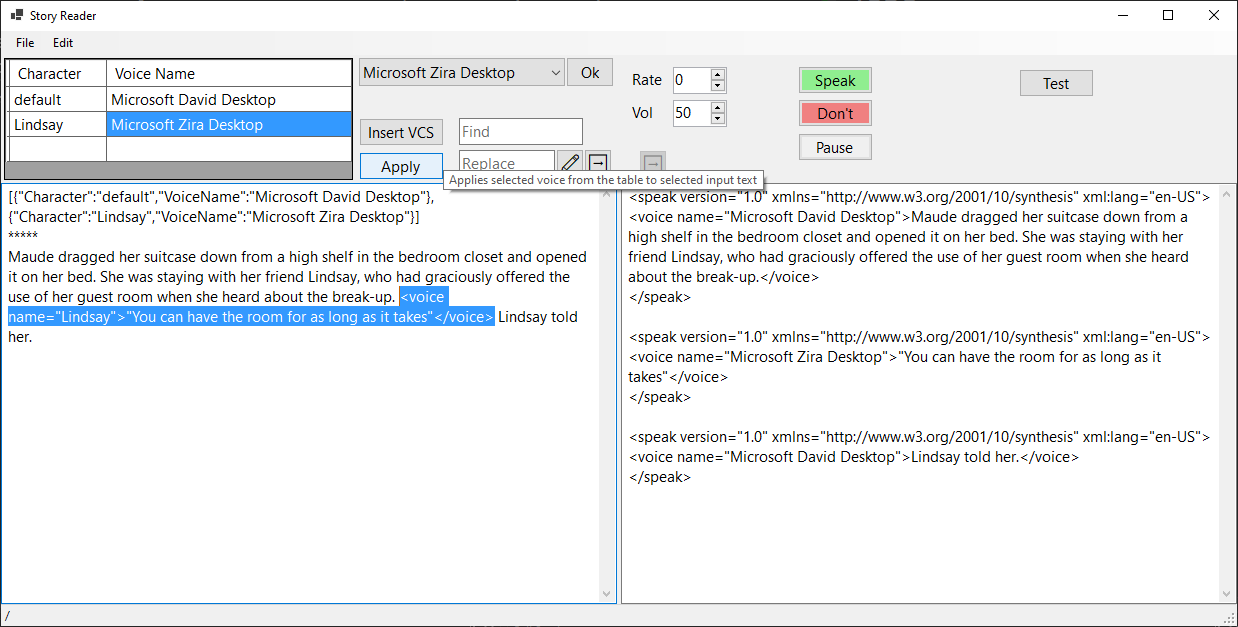 Story Reader
File Edit
Character Voice Name
default Microsoft David Desktop
Lindsay Microsoft Zira Desktop
Microsoft Zira Desktop Ok
Insert VCS Find
Apply Replace
Rate 0
Vol 50
Speak
Don't
Pause
Test
Applies selected voice from the table to selected input text
[{"Character":"default","VoiceName":"Microsoft David Desktop"},
{"Character":"Lindsay","VoiceName":"Microsoft Zira Desktop"}]
*****
Maude dragged her suitcase down from a high shelf in the bedroom closet and opened
it on her bed. She was staying with her friend Lindsay, who had graciously offered the
use of her guest room when she heard about the break-up. <voice
name="Lindsay">"You can have the room for as long as it takes"</voice> Lindsay told
her.
<speak version="1.0" xmlns="http://www.w3.org/2001/10/synthesis" xml:lang="en-US">
<voice name="Microsoft David Desktop">Maude dragged her suitcase down from a
high shelf in the bedroom closet and opened it on her bed. She was staying with her
friend Lindsay, who had graciously offered the use of her guest room when she heard
about the break-up.</voice>
</speak>
<speak version="1.0" xmlns="http://www.w3.org/2001/10/synthesis" xml:lang="en-US">
<voice name="Microsoft Zira Desktop">"You can have the room for as long as it
takes"</voice>
</speak>
<speak version="1.0" xmlns="http://www.w3.org/2001/10/synthesis" xml:lang="en-US">
<voice name="Microsoft David Desktop">Lindsay told her.</voice>
</speak>
/